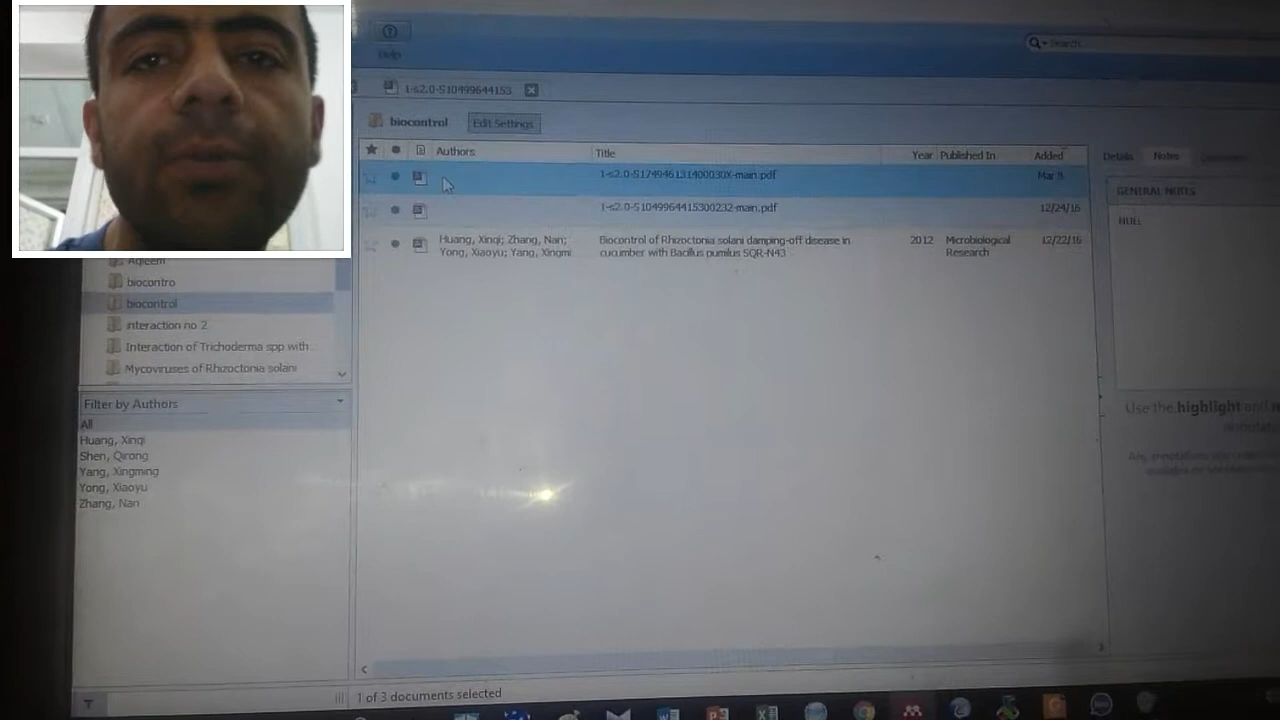 Help
Search
1-s2.0-S10499644153
biocontrol
Edit Settings
Authors
Title
Year
Published In
Added
Details
Notes
1-s2.0-S174946131400030X-main.pdf
Mar 3
1-s2.0-S1049964415300232-main.pdf
12/24/16
Huang, Xinqi; Zhang, Nan;
Yong, Xiaoyu; Yang, Xingmi
Biocontrol of Rhizoctonia solani damping-off disease in
cucumber with Bacillus pumilus SQR-N43
2012
Microbiological
Research
12/22/16
GENERAL NOTES
Use the highlight and
biocontro
biocontrol
interaction no 2
Interaction of Trichoderma spp with...
Mycoviruses of Rhizoctonia solani
Filter by Authors
All
Huang, Xinqi
Shen, Qirong
Yang, Xingming
Yong, Xiaoyu
Zhang, Nan
1 of 3 documents selected